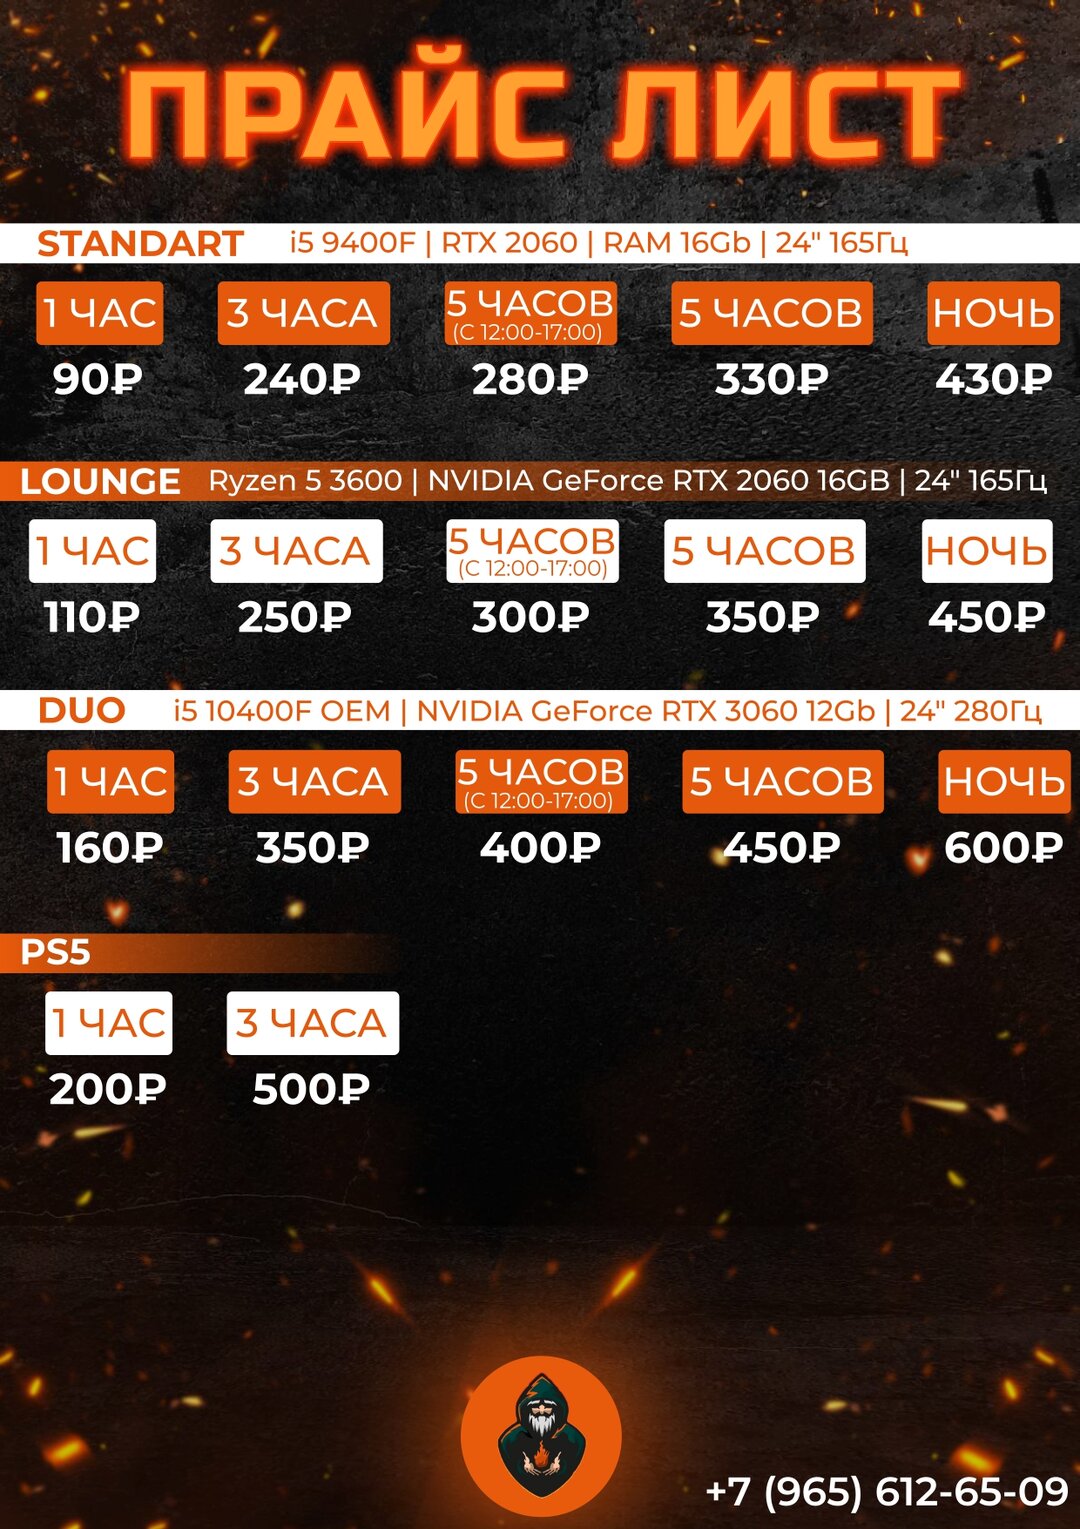 ПРАЙС ЛИСТ
STANDART i5 9400F | RTX 2060 | RAM 16Gb | 24" 165Гц
1 ЧАС 3 ЧАСА 5 ЧАСОВ (С 12:00-17:00) 5 ЧАСОВ НОЧЬ
90₽ 240₽ 280₽ 330₽ 430₽
LOUNGE Ryzen 5 3600 | NVIDIA GeForce RTX 2060 16GB | 24" 165Гц
1 ЧАС 3 ЧАСА 5 ЧАСОВ (С 12:00-17:00) 5 ЧАСОВ НОЧЬ
110₽ 250₽ 300₽ 350₽ 450₽
DUO i5 10400F OEM | NVIDIA GeForce RTX 3060 12Gb | 24" 280Гц
1 ЧАС 3 ЧАСА 5 ЧАСОВ (С 12:00-17:00) 5 ЧАСОВ НОЧЬ
160₽ 350₽ 400₽ 450₽ 600₽
PS5
1 ЧАС 3 ЧАСА
200₽ 500₽
+7 (965) 612-65-09